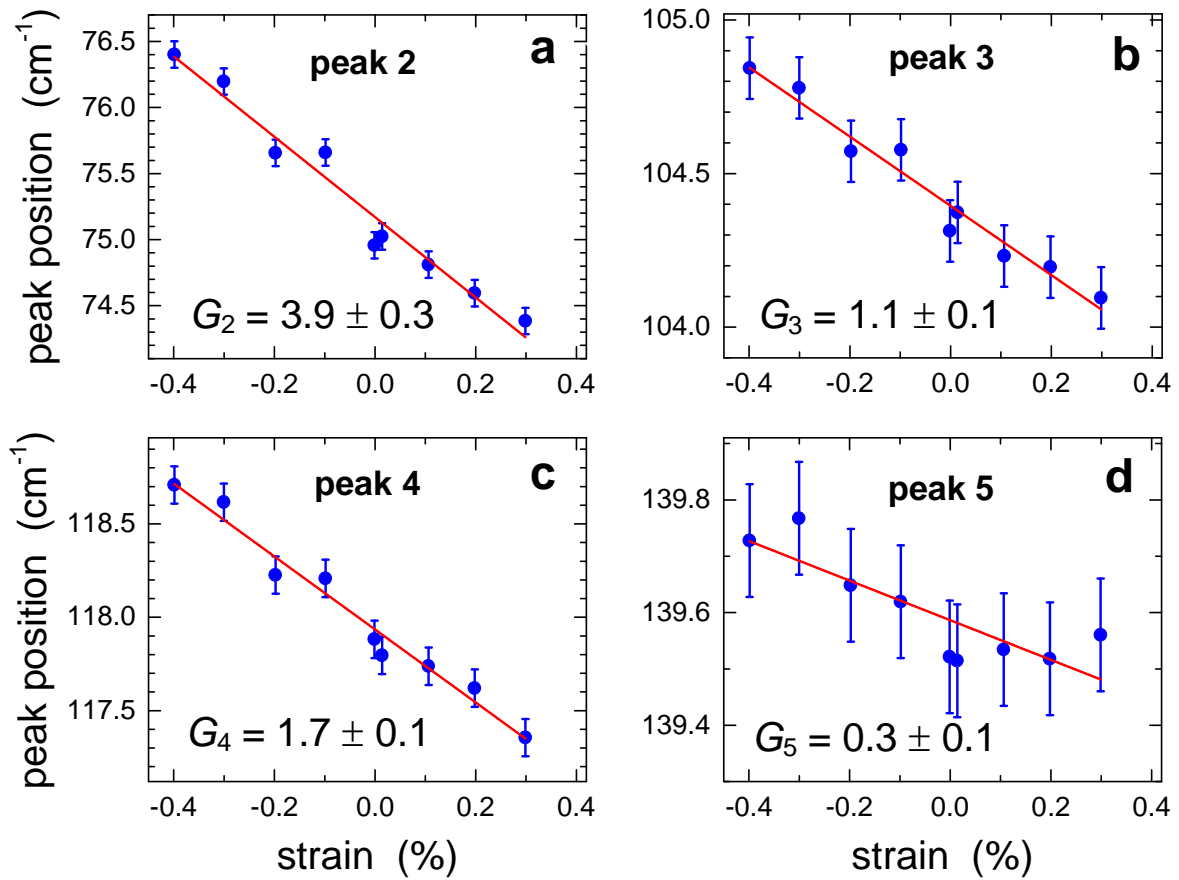 a
peak 2
peak position (cm⁻¹)
76.5
76.0
75.5
75.0
74.5
G₂ = 3.9 ± 0.3
-0.4 -0.2 0.0 0.2 0.4
b
peak 3
105.0
104.5
104.0
G₃ = 1.1 ± 0.1
-0.4 -0.2 0.0 0.2 0.4
c
peak 4
peak position (cm⁻¹)
118.5
118.0
117.5
G₄ = 1.7 ± 0.1
-0.4 -0.2 0.0 0.2 0.4
strain (%)
d
peak 5
139.8
139.6
139.4
G₅ = 0.3 ± 0.1
-0.4 -0.2 0.0 0.2 0.4
strain (%)